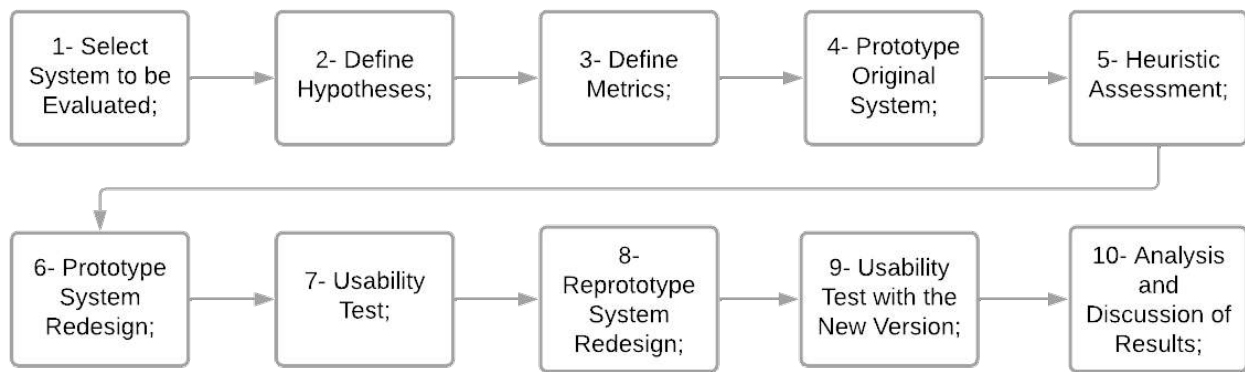 1- Select
System to be
Evaluated;
2- Define
Hypotheses;
3- Define
Metrics;
4- Prototype
Original
System;
5- Heuristic
Assessment;
6- Prototype
System
Redesign;
7- Usability
Test;
8-
Reprototype
System
Redesign;
9- Usability
Test with the
New Version;
10- Analysis
and
Discussion of
Results;